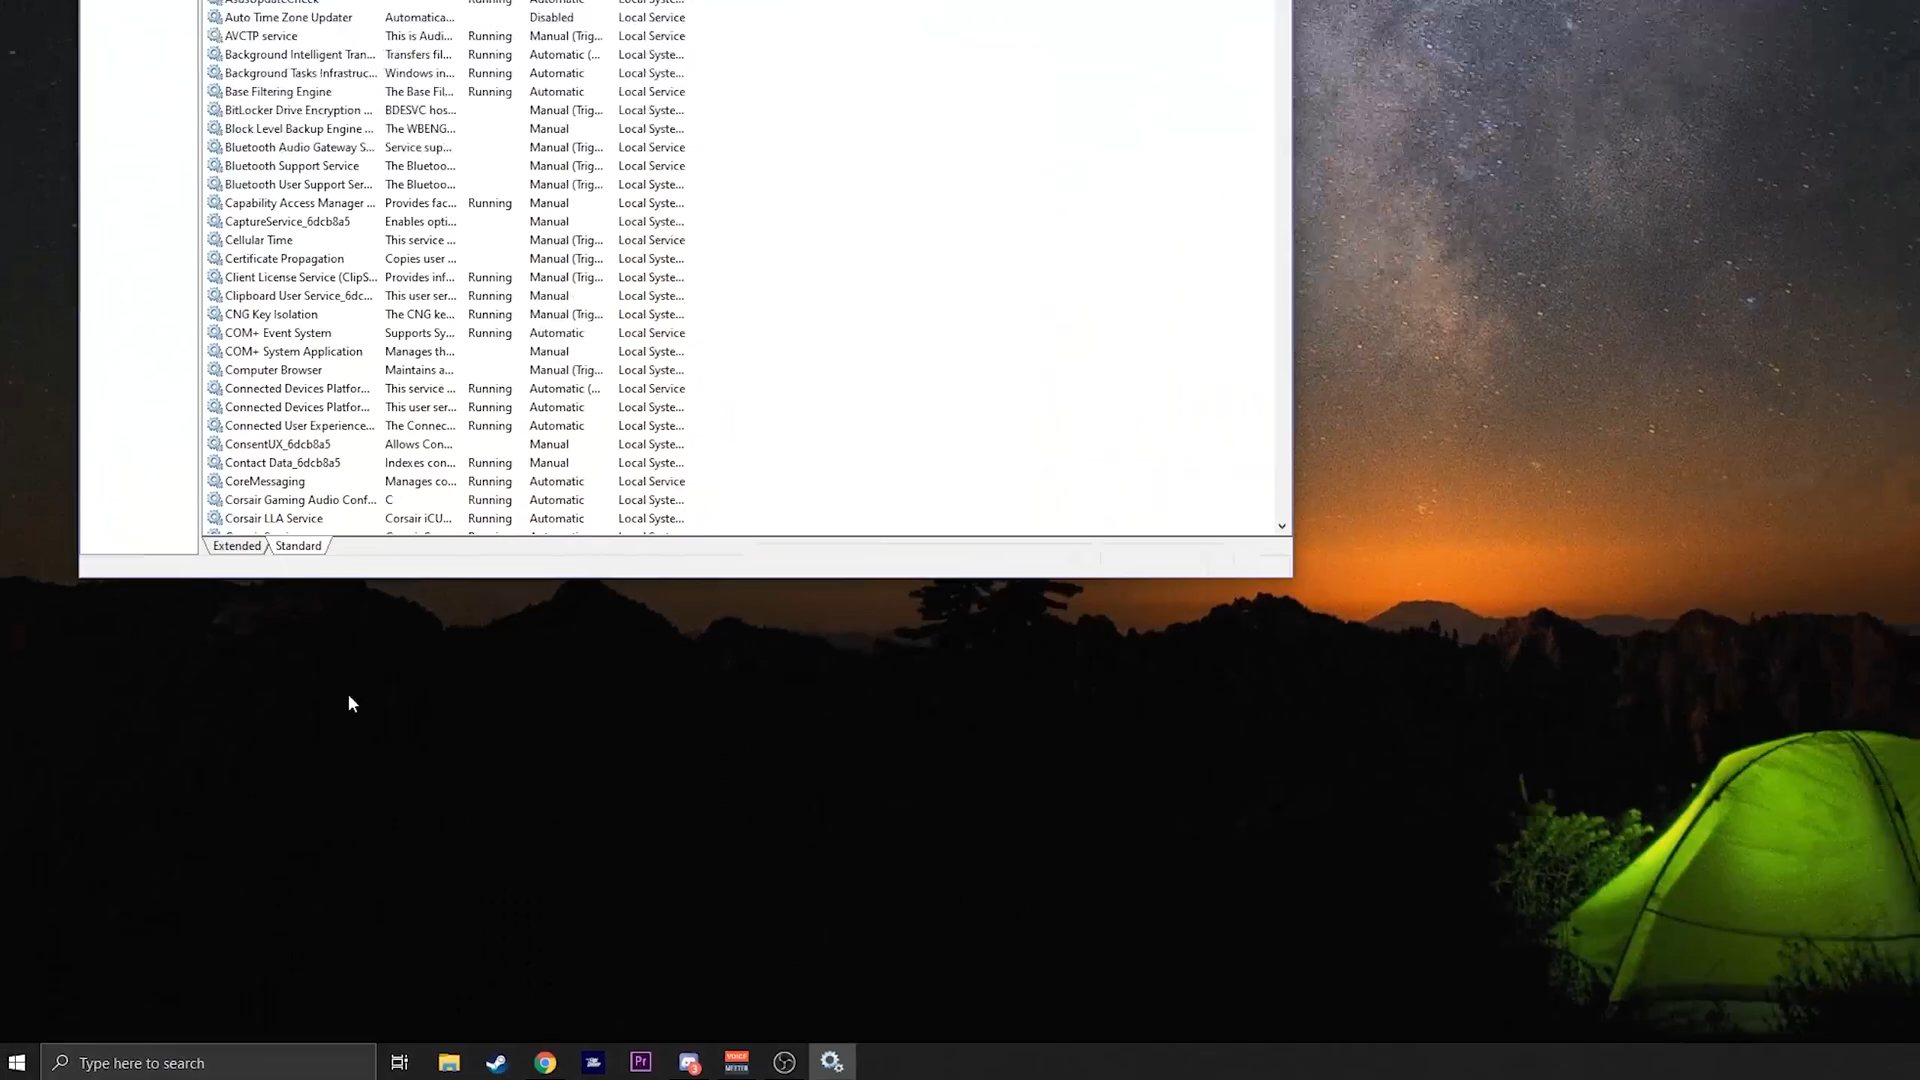 AsusUpdateCheck Running Automatic Local Syste...
Auto Time Zone Updater Automatica... Disabled Local Service
AVCTP service This is Audi... Running Manual (Trig... Local Service
Background Intelligent Tran... Transfers fil... Running Automatic (... Local Syste...
Background Tasks Infrastruc... Windows in... Running Automatic Local Syste...
Base Filtering Engine The Base Fil... Running Automatic Local Service
BitLocker Drive Encryption ... BDESVC hos... Manual (Trig... Local Syste...
Block Level Backup Engine ... The WBENG... Manual Local Syste...
Bluetooth Audio Gateway S... Service sup... Manual (Trig... Local Service
Bluetooth Support Service The Bluetoo... Manual (Trig... Local Service
Bluetooth User Support Ser... The Bluetoo... Manual (Trig... Local Syste...
Capability Access Manager ... Provides fac... Running Manual Local Syste...
CaptureService_6dcb8a5 Enables opti... Manual Local Syste...
Cellular Time This service ... Manual (Trig... Local Service
Certificate Propagation Copies user ... Manual (Trig... Local Syste...
Client License Service (ClipS... Provides inf... Running Manual (Trig... Local Syste...
Clipboard User Service_6dc... This user ser... Running Manual Local Syste...
CNG Key Isolation The CNG ke... Running Manual (Trig... Local Syste...
COM+ Event System Supports Sy... Running Automatic Local Service
COM+ System Application Manages th... Manual Local Syste...
Computer Browser Maintains a... Manual (Trig... Local Syste...
Connected Devices Platfor... This service ... Running Automatic (... Local Service
Connected Devices Platfor... This user ser... Running Automatic Local Syste...
Connected User Experience... The Connec... Running Automatic Local Syste...
ConsentUX_6dcb8a5 Allows Con... Manual Local Syste...
Contact Data_6dcb8a5 Indexes con... Running Manual Local Syste...
CoreMessaging Manages co... Running Automatic Local Service
Corsair Gaming Audio Conf... C Running Automatic Local Syste...
Corsair LLA Service Corsair iCU... Running Automatic Local Syste...
Extended Standard
Type here to search Pr 3 VOICE MEETER